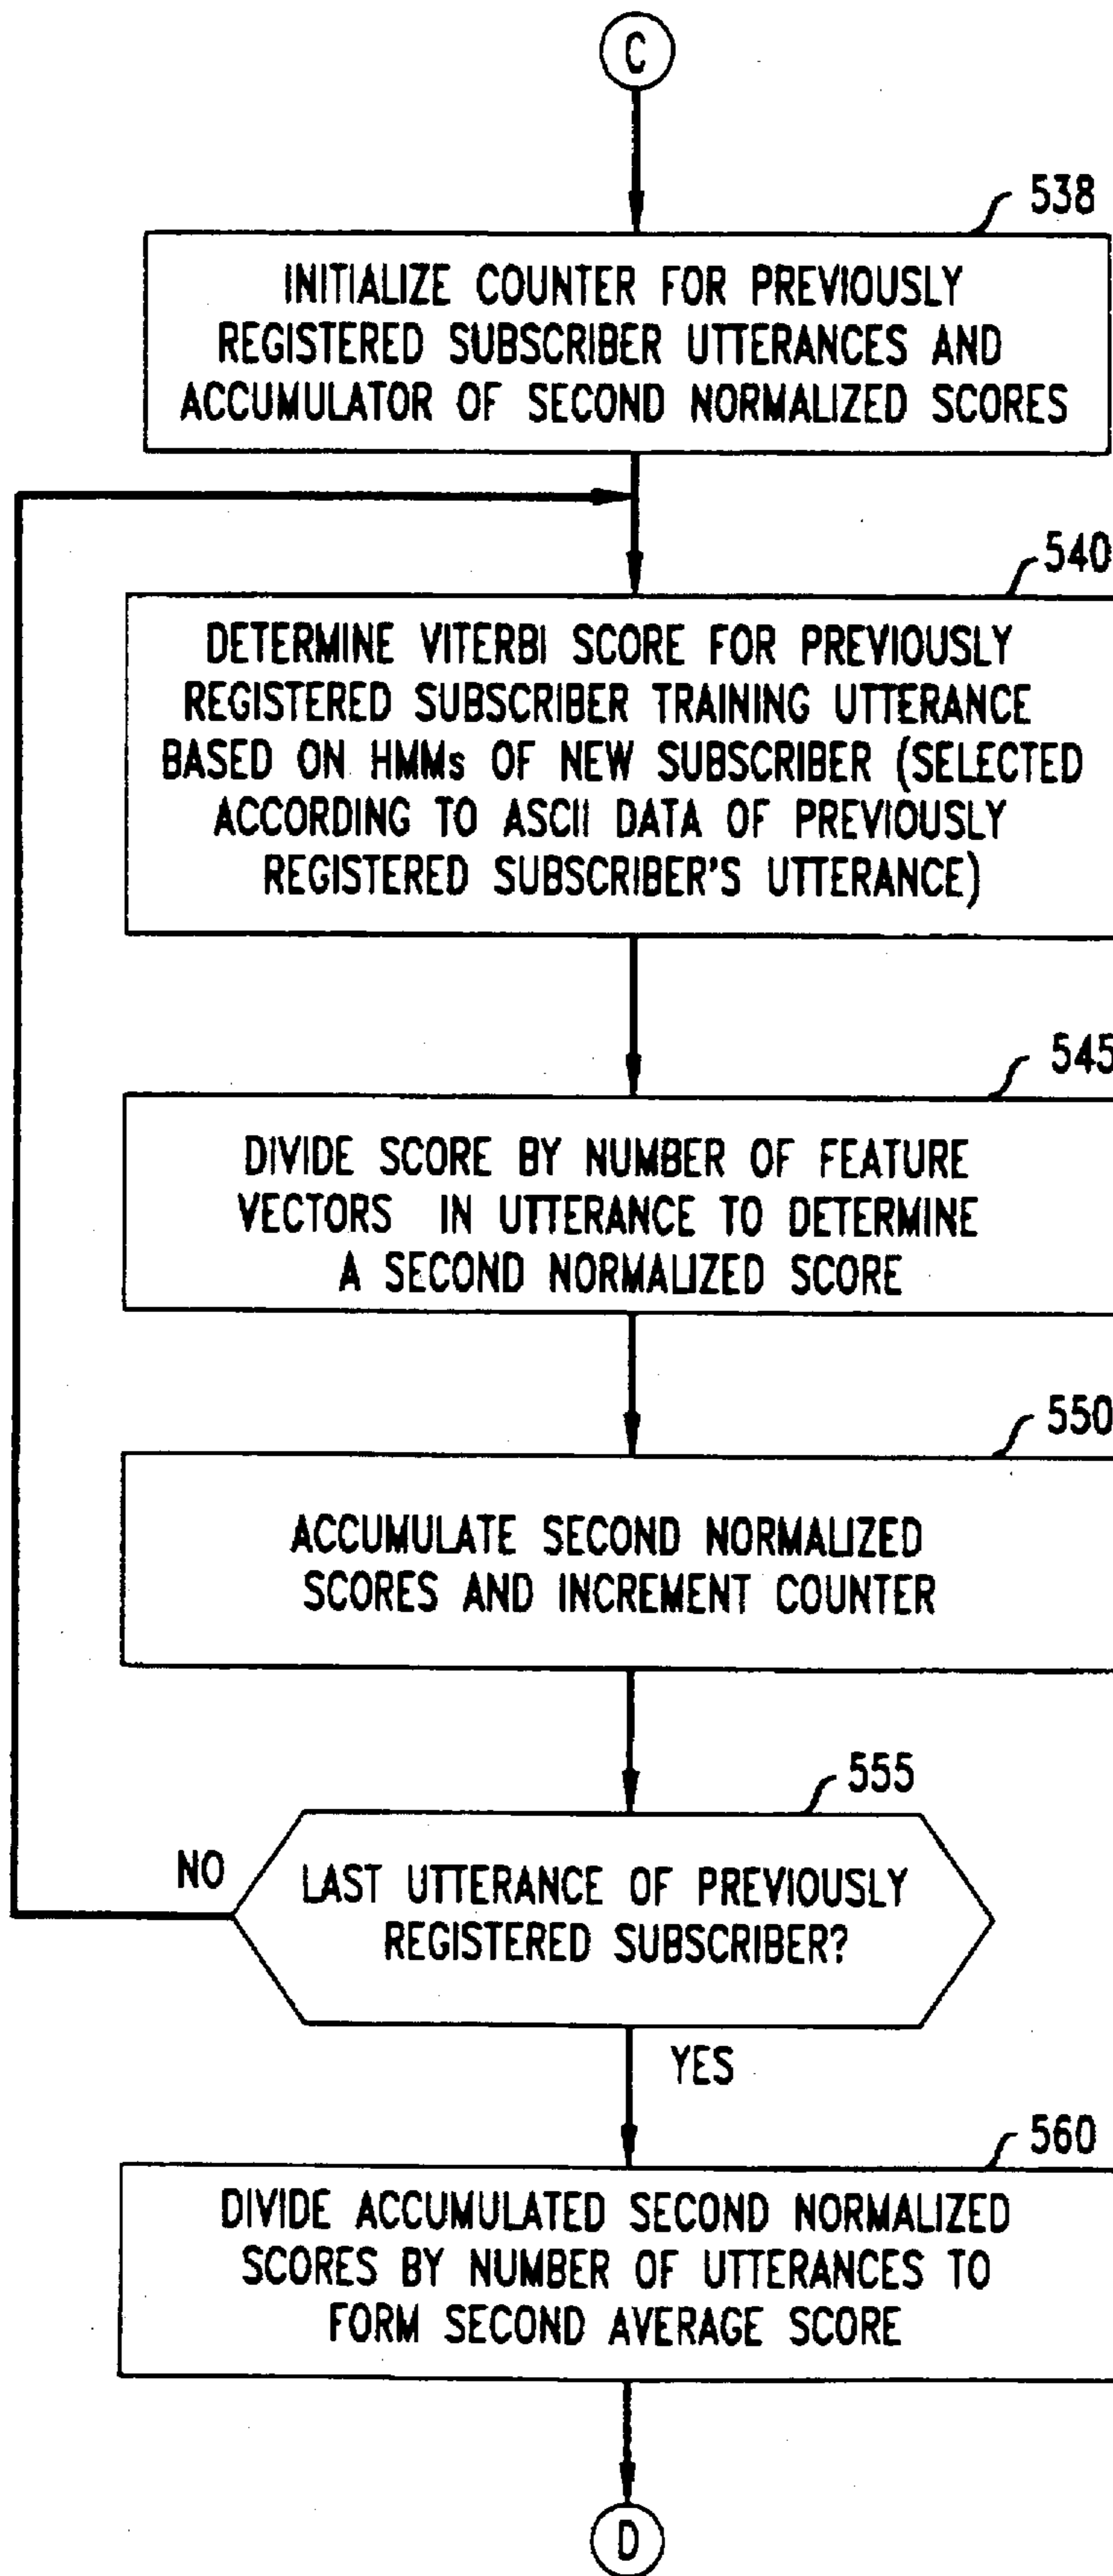 C
538
INITIALIZE COUNTER FOR PREVIOUSLY
REGISTERED SUBSCRIBER UTTERANCES AND
ACCUMULATOR OF SECOND NORMALIZED SCORES
540
DETERMINE VITERBI SCORE FOR PREVIOUSLY
REGISTERED SUBSCRIBER TRAINING UTTERANCE
BASED ON HMMs OF NEW SUBSCRIBER (SELECTED
ACCORDING TO ASCII DATA OF PREVIOUSLY
REGISTERED SUBSCRIBER'S UTTERANCE)
545
DIVIDE SCORE BY NUMBER OF FEATURE
VECTORS IN UTTERANCE TO DETERMINE
A SECOND NORMALIZED SCORE
550
ACCUMULATE SECOND NORMALIZED
SCORES AND INCREMENT COUNTER
555
NO
LAST UTTERANCE OF PREVIOUSLY
REGISTERED SUBSCRIBER?
YES
560
DIVIDE ACCUMULATED SECOND NORMALIZED
SCORES BY NUMBER OF UTTERANCES TO
FORM SECOND AVERAGE SCORE
D